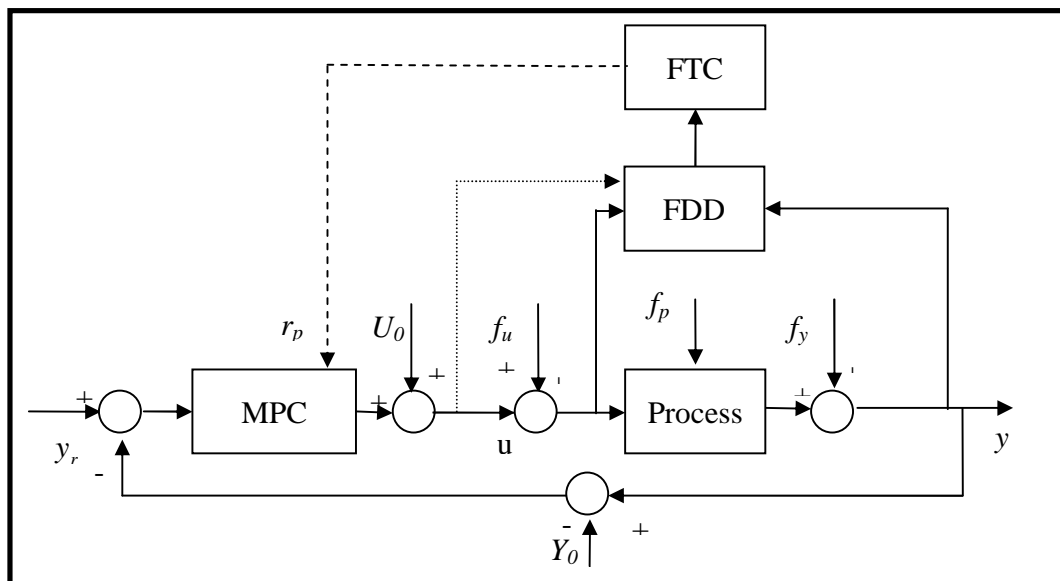 FTC
FDD
r_p
U_0
f_u
f_p
f_y
+
+
'
'
+
MPC
+
+
Process
+
y_r
-
u
y
-
+
Y_0